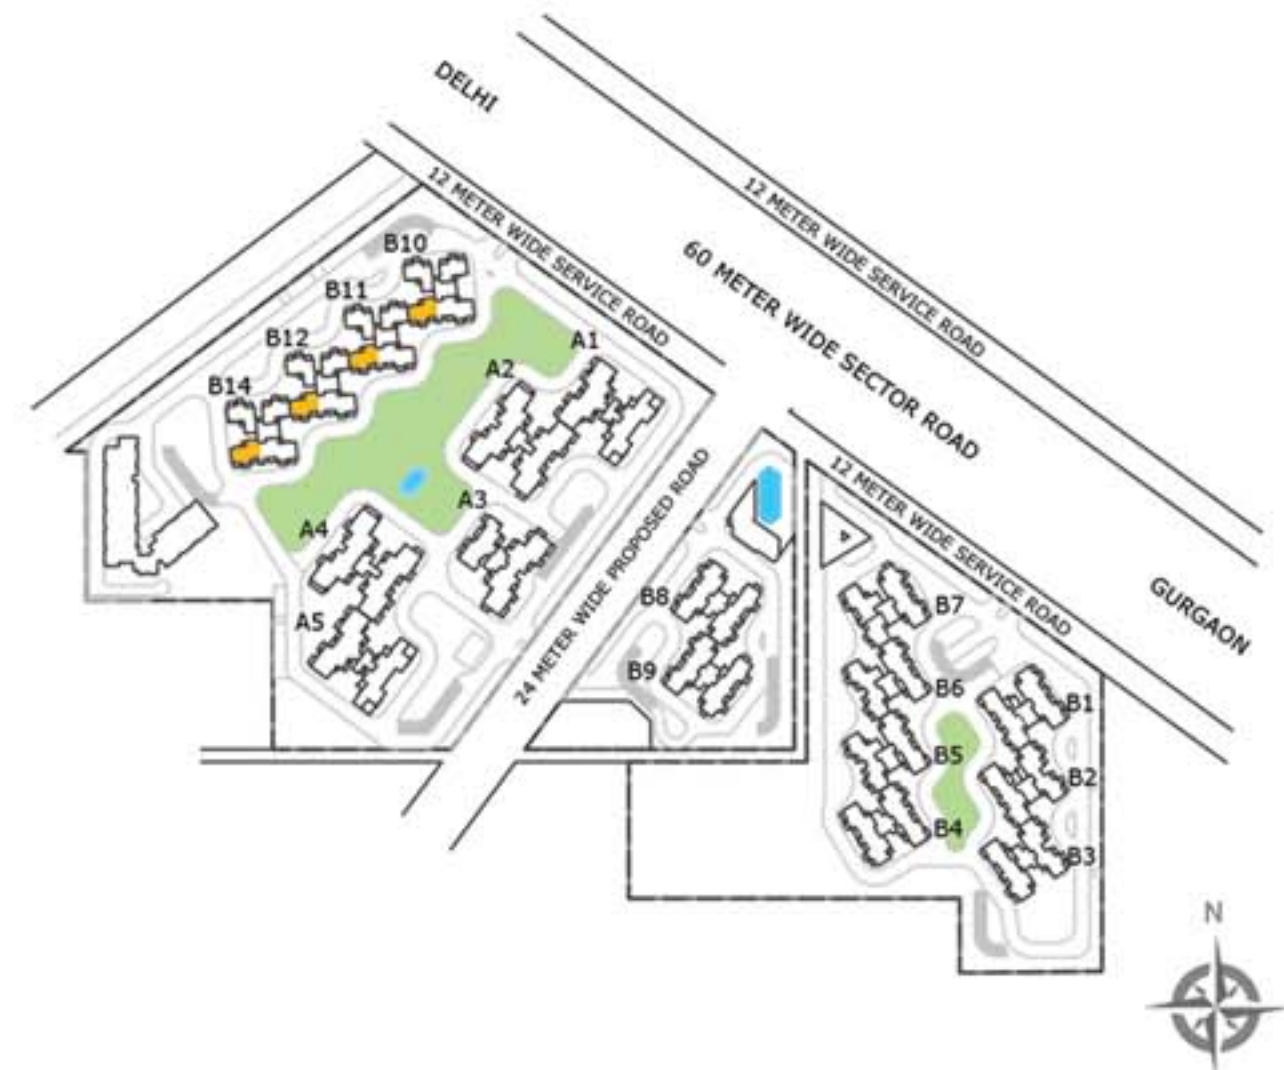 DELHI
12 METER WIDE SERVICE ROAD
12 METER WIDE SERVICE ROAD
60 METER WIDE SECTOR ROAD
B10
B11
B12
B14
A1
A2
A3
A4
A5
24 METER WIDE PROPOSED ROAD
12 METER WIDE SERVICE ROAD
GURGAON
B8
B9
B7
B6
B5
B4
B1
B2
B3
N